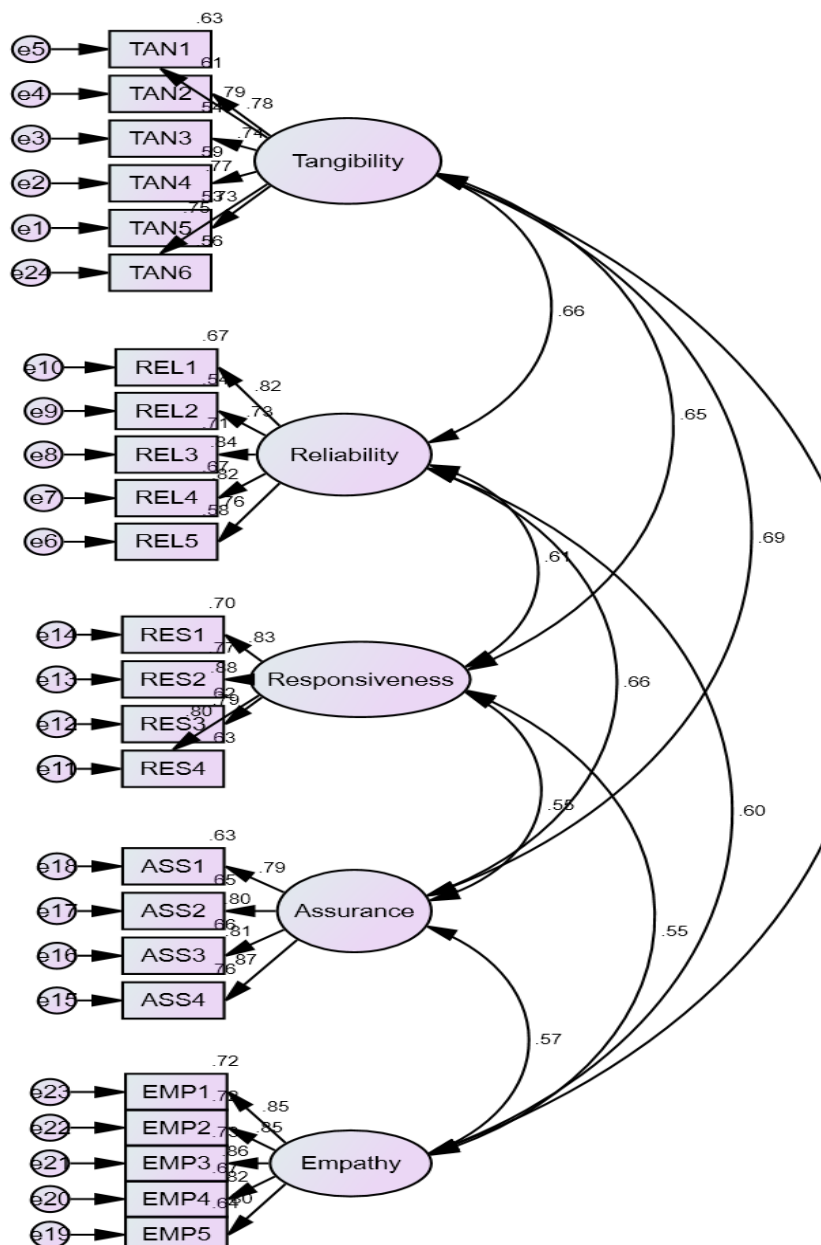 .63
e5 TAN1
.61
e4 TAN2 .79 .78
.54
e3 TAN3 .74
.59
e2 TAN4 .77
.53 .73
e1 TAN5 .75
.56
e24 TAN6
Tangibility
.66
.67
e10 REL1
.54 .82
e9 REL2 .73
.71
e8 REL3 .84
.67
e7 REL4 .82
.58 .76
e6 REL5
Reliability
.65
.69
.61
.70
e14 RES1 .83
.77
e13 RES2 .88
.62
e12 RES3 .80 .79
.63
e11 RES4
Responsiveness
.66
.55
.60
.63
e18 ASS1 .79
.65
e17 ASS2 .80
.66
e16 ASS3 .81
.76 .87
e15 ASS4
Assurance
.55
.57
.72
e23 EMP1 .85
e22 EMP2 .85
e21 EMP3 .86
.67
e20 EMP4 .82
.64
e19 EMP5
Empathy